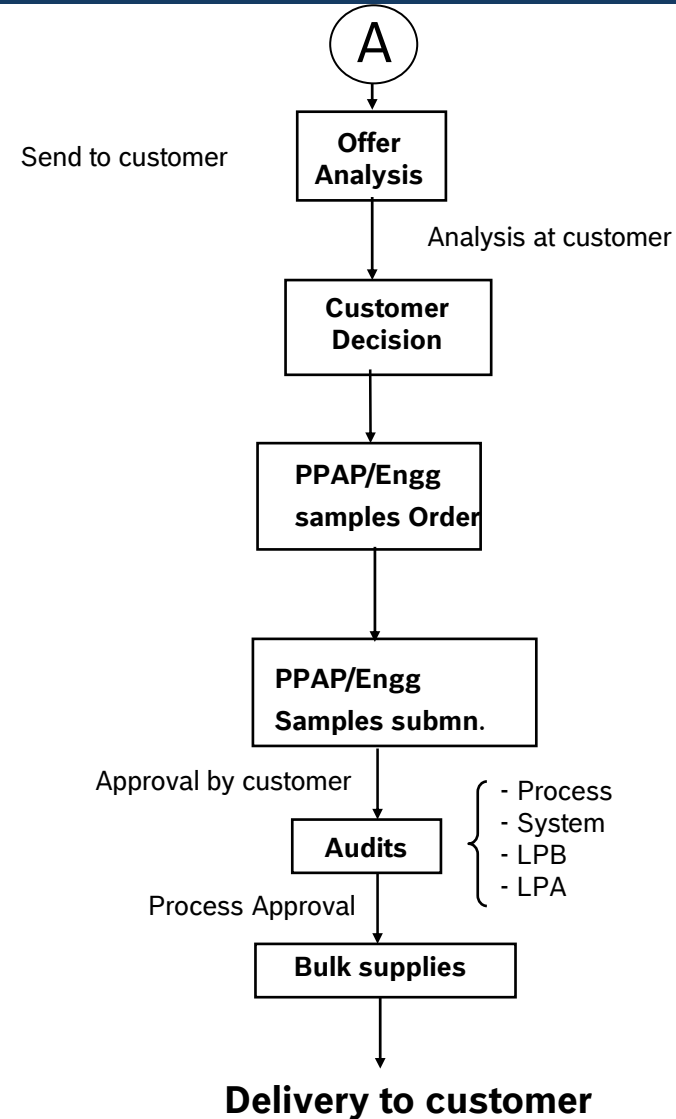 A
Offer
Analysis
Send to customer
Analysis at customer
Customer
Decision
PPAP/Engg
samples Order
PPAP/Engg
Samples submn.
Approval by customer
Audits
- Process
- System
- LPB
- LPA
Process Approval
Bulk supplies
Delivery to customer